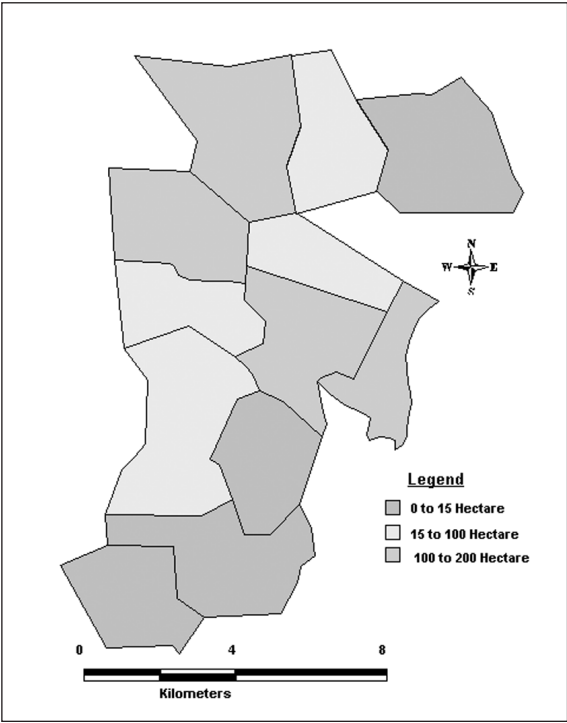 N
W E
S
Legend
0 to 15 Hectare
15 to 100 Hectare
100 to 200 Hectare
0 4 8
Kilometers